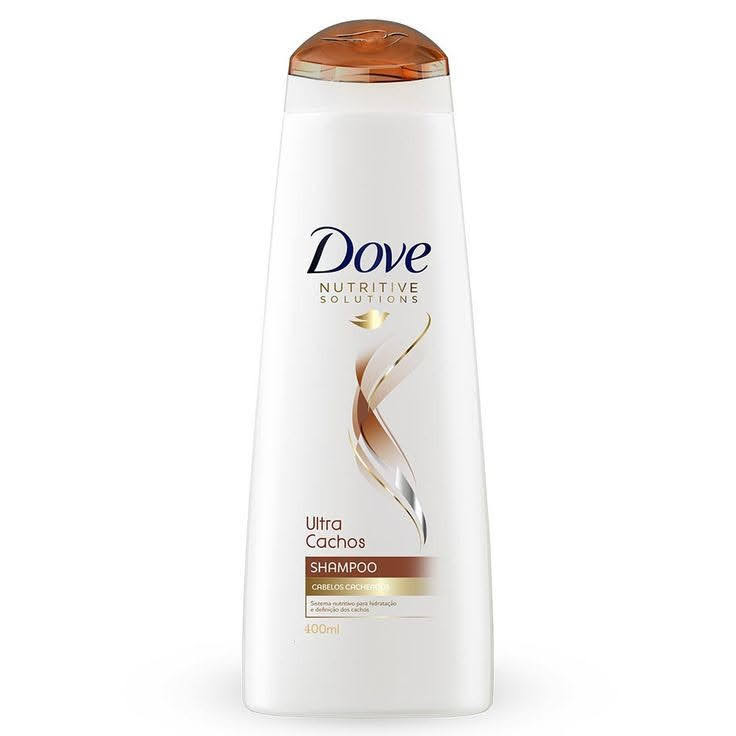 Dove
NUTRITIVE
SOLUTIONS
Ultra
Cachos
SHAMPOO
CABELOS CACHEADOS
Sistema nutritivo para hidratação
e definição dos cachos
400ml